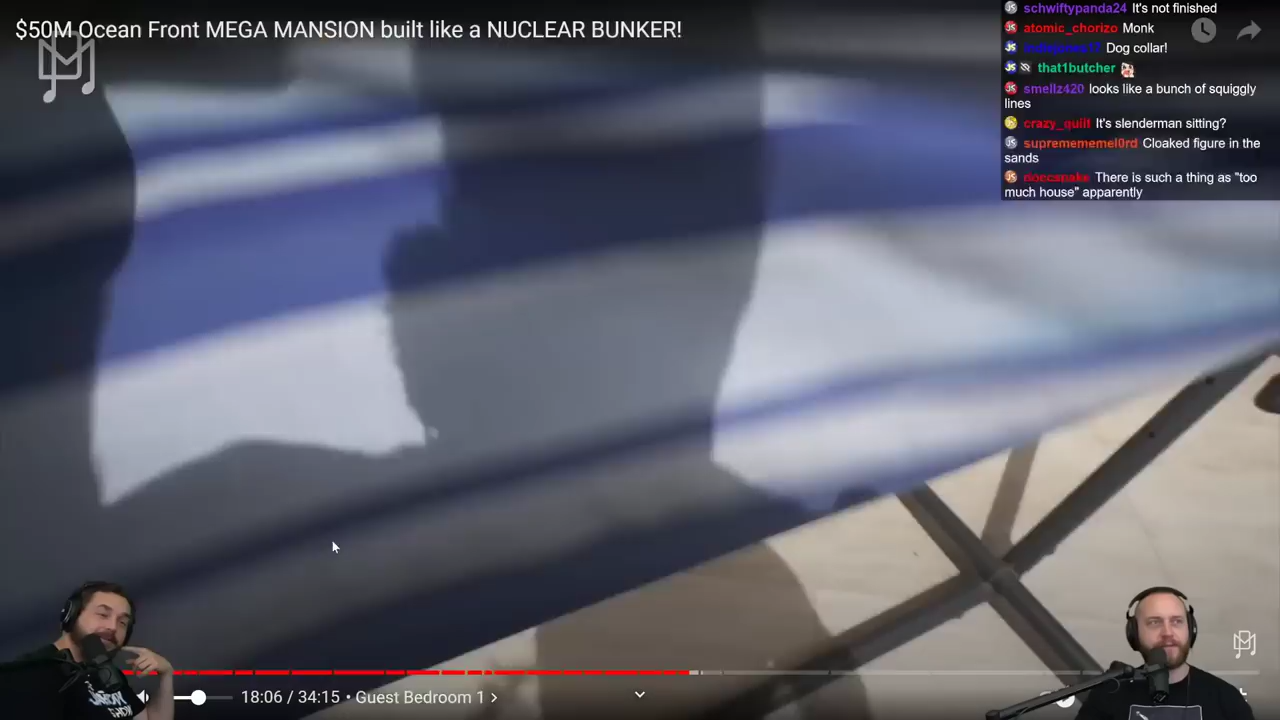 $50M Ocean Front MEGA MANSION built like a NUCLEAR BUNKER!
schwiftypanda24 It's not finished
atomic_chorizo Monk
Dog collar!
that1butcher
smellz420 looks like a bunch of squiggly
lines
crazy_quilt It's slenderman sitting?
suprememel0rd Cloaked figure in the
sands
There is such a thing as "too
much house" apparently
18:06 / 34:15 • Guest Bedroom 1 >